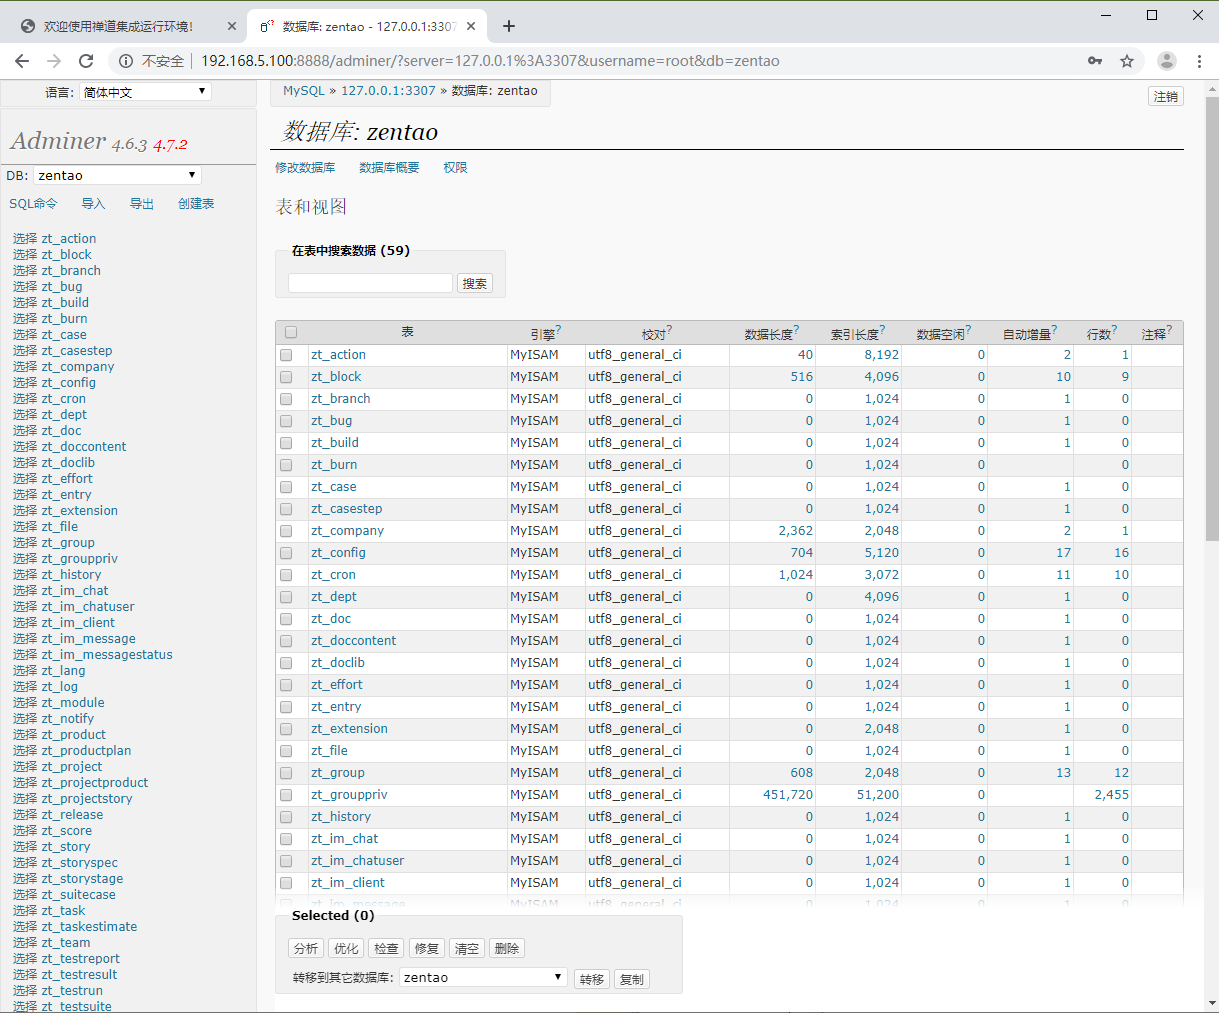 欢迎使用禅道集成运行环境!
数据库: zentao - 127.0.0.1:3307
不安全
192.168.5.100:8888/adminer/?server=127.0.0.1%3A3307&username=root&db=zentao
语言: 简体中文
MySQL » 127.0.0.1:3307 » 数据库: zentao
注销
Adminer 4.6.3 4.7.2
数据库: zentao
DB: zentao
修改数据库 数据库概要 权限
SQL命令 导入 导出 创建表
表和视图
选择 zt_action
选择 zt_block
选择 zt_branch
选择 zt_bug
选择 zt_build
选择 zt_burn
选择 zt_case
选择 zt_casestep
选择 zt_company
选择 zt_config
选择 zt_cron
选择 zt_dept
选择 zt_doc
选择 zt_doccontent
选择 zt_doclib
选择 zt_effort
选择 zt_entry
选择 zt_extension
选择 zt_file
选择 zt_group
选择 zt_grouppriv
选择 zt_history
选择 zt_im_chat
选择 zt_im_chatuser
选择 zt_im_client
选择 zt_im_message
选择 zt_im_messagestatus
选择 zt_lang
选择 zt_log
选择 zt_module
选择 zt_notify
选择 zt_product
选择 zt_productplan
选择 zt_project
选择 zt_projectproduct
选择 zt_projectstory
选择 zt_release
选择 zt_score
选择 zt_story
选择 zt_storyspec
选择 zt_storystage
选择 zt_suitecase
选择 zt_task
选择 zt_taskestimate
选择 zt_team
选择 zt_testreport
选择 zt_testresult
选择 zt_testrun
选择 zt_testsuite
在表中搜索数据 (59)
搜索
表 引擎? 校对? 数据长度? 索引长度? 数据空闲? 自动增量? 行数? 注释?
zt_action MyISAM utf8_general_ci 40 8,192 0 2 1
zt_block MyISAM utf8_general_ci 516 4,096 0 10 9
zt_branch MyISAM utf8_general_ci 0 1,024 0 1 0
zt_bug MyISAM utf8_general_ci 0 1,024 0 1 0
zt_build MyISAM utf8_general_ci 0 1,024 0 1 0
zt_burn MyISAM utf8_general_ci 0 1,024 0 0
zt_case MyISAM utf8_general_ci 0 1,024 0 1 0
zt_casestep MyISAM utf8_general_ci 0 1,024 0 1 0
zt_company MyISAM utf8_general_ci 2,362 2,048 0 2 1
zt_config MyISAM utf8_general_ci 704 5,120 0 17 16
zt_cron MyISAM utf8_general_ci 1,024 3,072 0 11 10
zt_dept MyISAM utf8_general_ci 0 4,096 0 1 0
zt_doc MyISAM utf8_general_ci 0 1,024 0 1 0
zt_doccontent MyISAM utf8_general_ci 0 1,024 0 1 0
zt_doclib MyISAM utf8_general_ci 0 1,024 0 1 0
zt_effort MyISAM utf8_general_ci 0 1,024 0 1 0
zt_entry MyISAM utf8_general_ci 0 1,024 0 1 0
zt_extension MyISAM utf8_general_ci 0 2,048 0 1 0
zt_file MyISAM utf8_general_ci 0 1,024 0 1 0
zt_group MyISAM utf8_general_ci 608 2,048 0 13 12
zt_grouppriv MyISAM utf8_general_ci 451,720 51,200 0 2,455
zt_history MyISAM utf8_general_ci 0 1,024 0 1 0
zt_im_chat MyISAM utf8_general_ci 0 1,024 0 1 0
zt_im_chatuser MyISAM utf8_general_ci 0 1,024 0 1 0
zt_im_client MyISAM utf8_general_ci 0 1,024 0 1 0
zt_im_message MyISAM utf8_general_ci 0 1,024 0 1 0
Selected (0)
分析 优化 检查 修复 清空 删除
转移到其它数据库: zentao 转移 复制